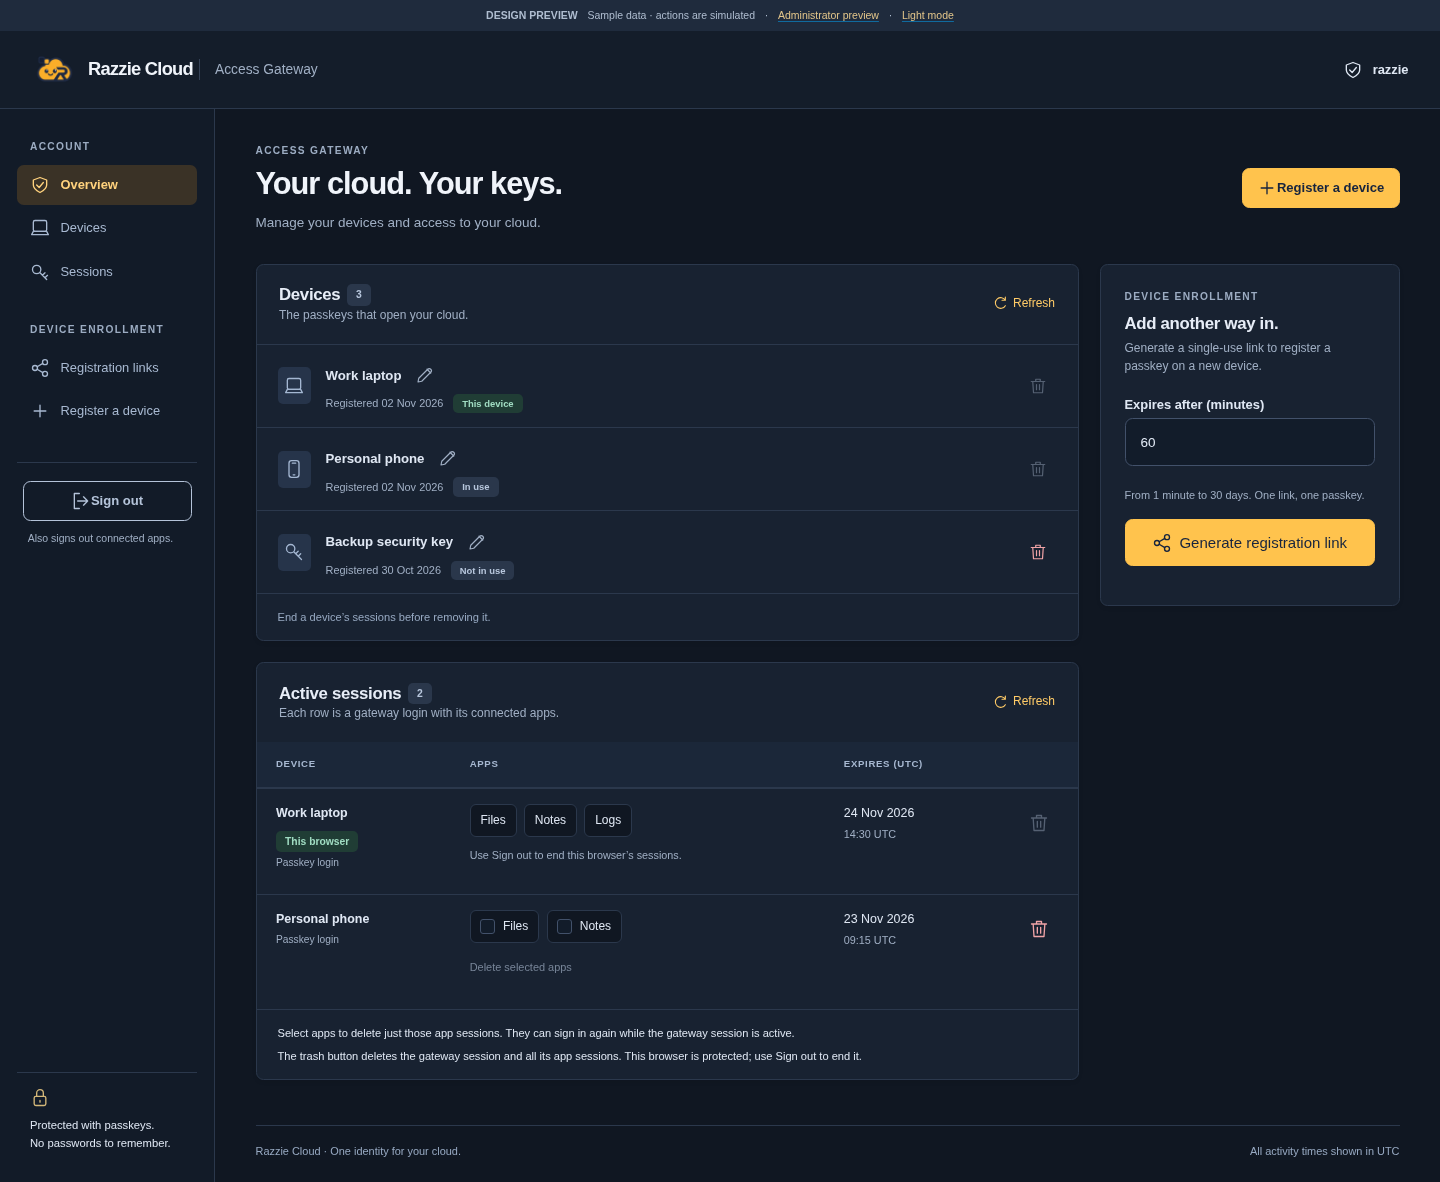 DESIGN PREVIEW Sample data · actions are simulated · Administrator preview · Light mode
Razzie Cloud Access Gateway
razzie
ACCOUNT
Overview
Devices
Sessions
DEVICE ENROLLMENT
Registration links
Register a device
Sign out
Also signs out connected apps.
Protected with passkeys.
No passwords to remember.
ACCESS GATEWAY
Your cloud. Your keys.
Manage your devices and access to your cloud.
Register a device
Devices 3
The passkeys that open your cloud.
Refresh
Work laptop
Registered 02 Nov 2026 This device
Personal phone
Registered 02 Nov 2026 In use
Backup security key
Registered 30 Oct 2026 Not in use
End a device’s sessions before removing it.
DEVICE ENROLLMENT
Add another way in.
Generate a single-use link to register a
passkey on a new device.
Expires after (minutes)
60
From 1 minute to 30 days. One link, one passkey.
Generate registration link
Active sessions 2
Each row is a gateway login with its connected apps.
Refresh
DEVICE APPS EXPIRES (UTC)
Work laptop
This browser
Passkey login
Files Notes Logs
Use Sign out to end this browser’s sessions.
24 Nov 2026
14:30 UTC
Personal phone
Passkey login
Files Notes
Delete selected apps
23 Nov 2026
09:15 UTC
Select apps to delete just those app sessions. They can sign in again while the gateway session is active.
The trash button deletes the gateway session and all its app sessions. This browser is protected; use Sign out to end it.
Razzie Cloud · One identity for your cloud.
All activity times shown in UTC